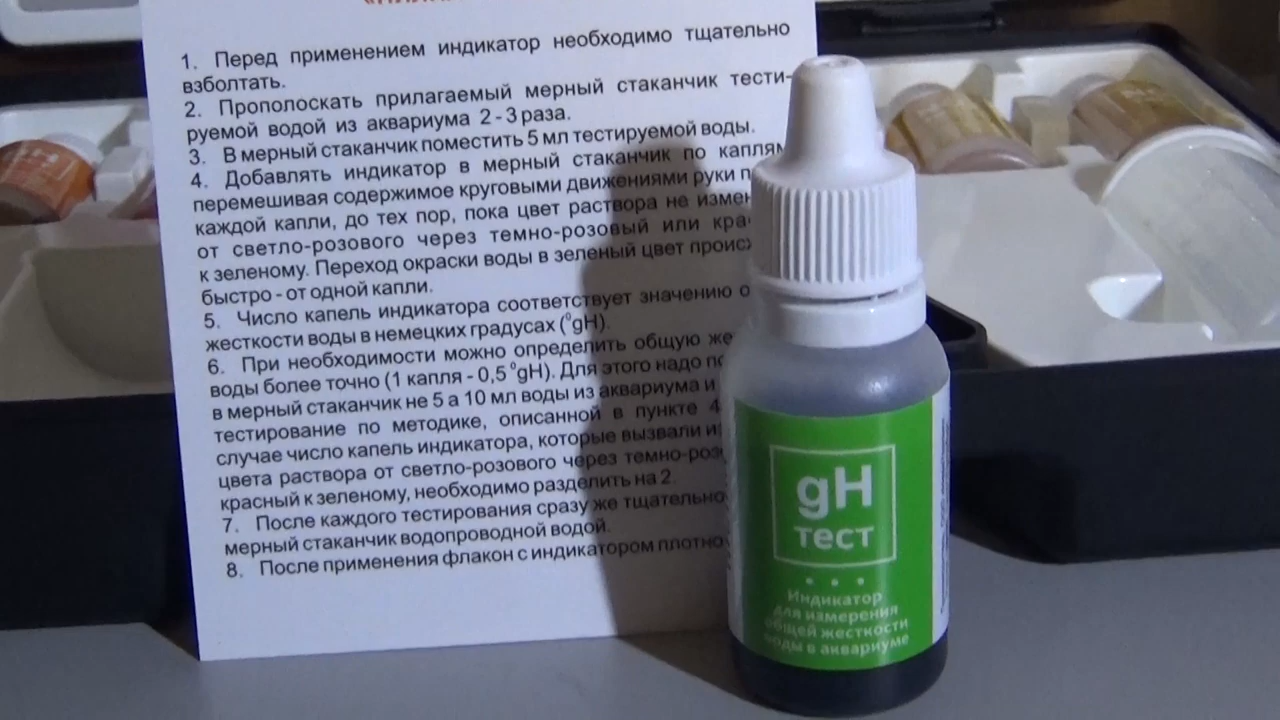 1. Перед применением индикатор необходимо тщательно
взболтать.
2. Прополоскать прилагаемый мерный стаканчик тести-
руемой водой из аквариума 2 - 3 раза.
3. В мерный стаканчик поместить 5 мл тестируемой воды.
4. Добавлять индикатор в мерный стаканчик по каплям
перемешивая содержимое круговыми движениями руки
каждой капли, до тех пор, пока цвет раствора не
от светло-розового через темно-розовый или
к зеленому. Переход окраски воды в зеленый цвет
быстро - от одной капли.
5. Число капель индикатора соответствует значению
жесткости воды в немецких градусах (°gH).
6. При необходимости можно определить общую
воды более точно (1 капля - 0,5 °gH). Для этого надо
в мерный стаканчик не 5 а 10 мл воды из аквариума и
тестирование по методике, описанной в пункте 4
случае число капель индикатора, которые вызвали
цвета раствора от светло-розового через
красный к зеленому, необходимо разделить на 2.
7. После каждого тестирования сразу же тщательно
мерный стаканчик водопроводной водой.
8. После применения флакон с индикатором плотно
gH
тест
Индикатор
для измерения
общей жесткости
воды в аквариуме